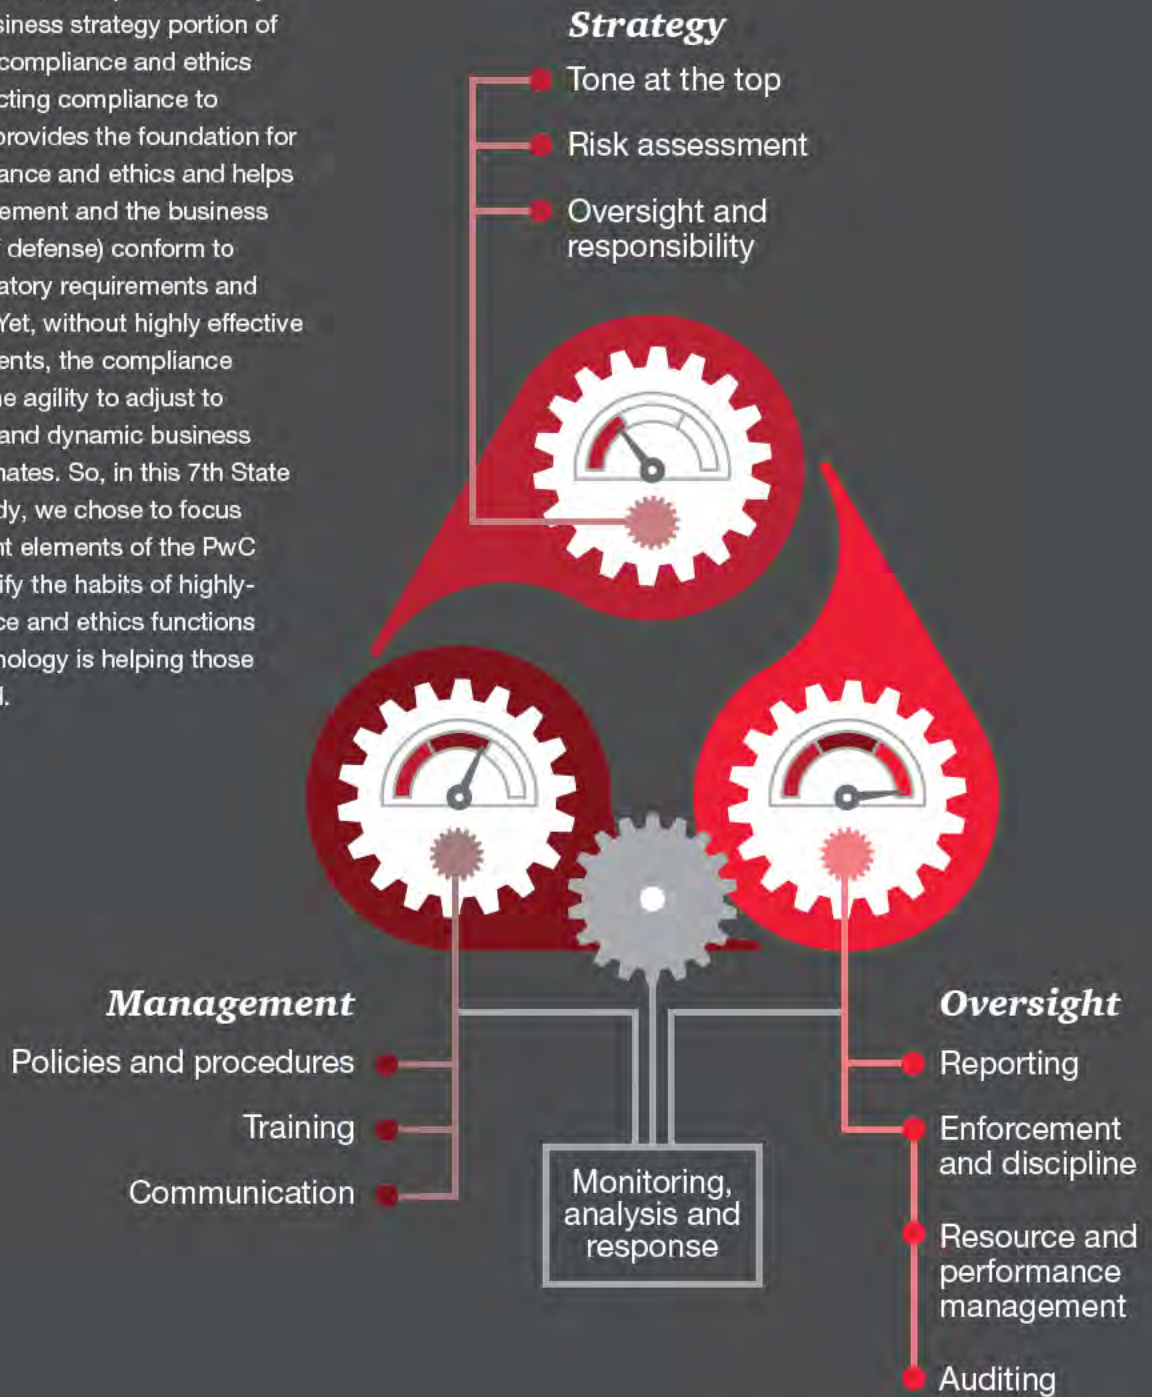 siness strategy portion of
compliance and ethics
cting compliance to
provides the foundation for
ance and ethics and helps
ement and the business
defense) conform to
atory requirements and
Yet, without highly effective
ents, the compliance
ne agility to adjust to
and dynamic business
nates. So, in this 7th State
dy, we chose to focus
nt elements of the PwC
ify the habits of highly-
ce and ethics functions
nology is helping those
l.
Strategy
Tone at the top
Risk assessment
Oversight and
responsibility
Management
Policies and procedures
Training
Communication
Monitoring,
analysis and
response
Oversight
Reporting
Enforcement
and discipline
Resource and
performance
management
Auditing